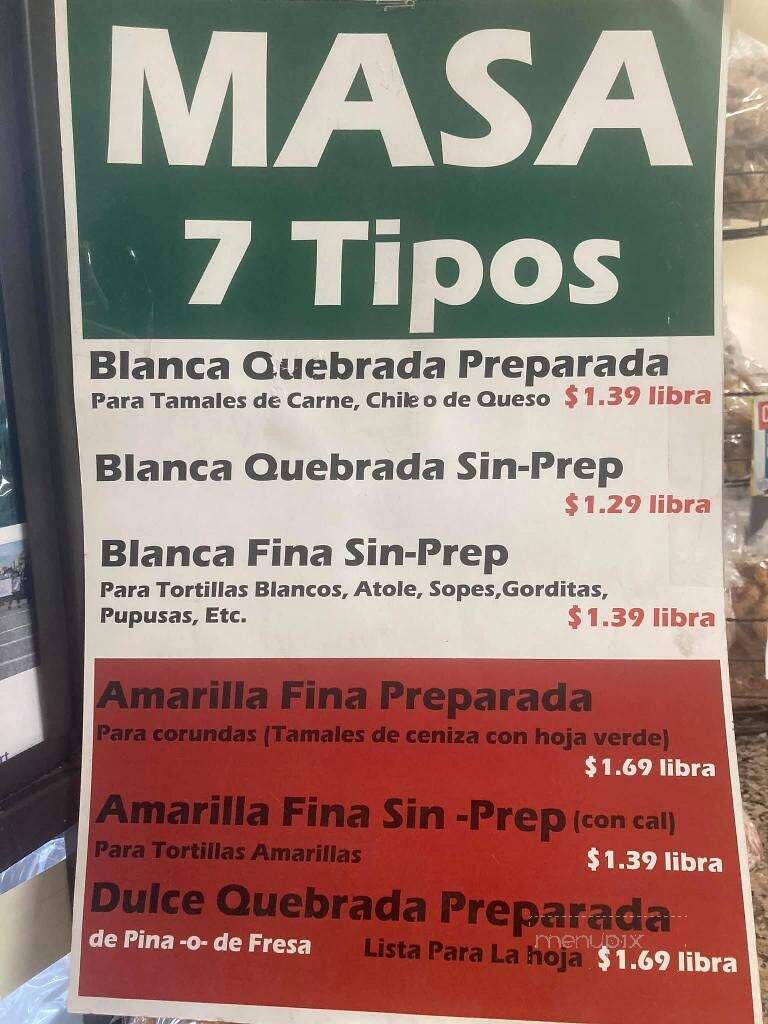 MASA
7 Tipos
Blanca Quebrada Preparada
Para Tamales de Carne, Chile o de Queso $1.39 libra
Blanca Quebrada Sin-Prep
$1.29 libra
Blanca Fina Sin-Prep
Para Tortillas Blancos, Atole, Sopes,Gorditas,
Pupusas, Etc. $1.39 libra
Amarilla Fina Preparada
Para corundas (Tamales de ceniza con hoja verde)
$1.69 libra
Amarilla Fina Sin -Prep (con cal)
Para Tortillas Amarillas $1.39 libra
Dulce Quebrada Preparada
de Pina -o- de Fresa Lista Para La hoja $1.69 libra
menupix